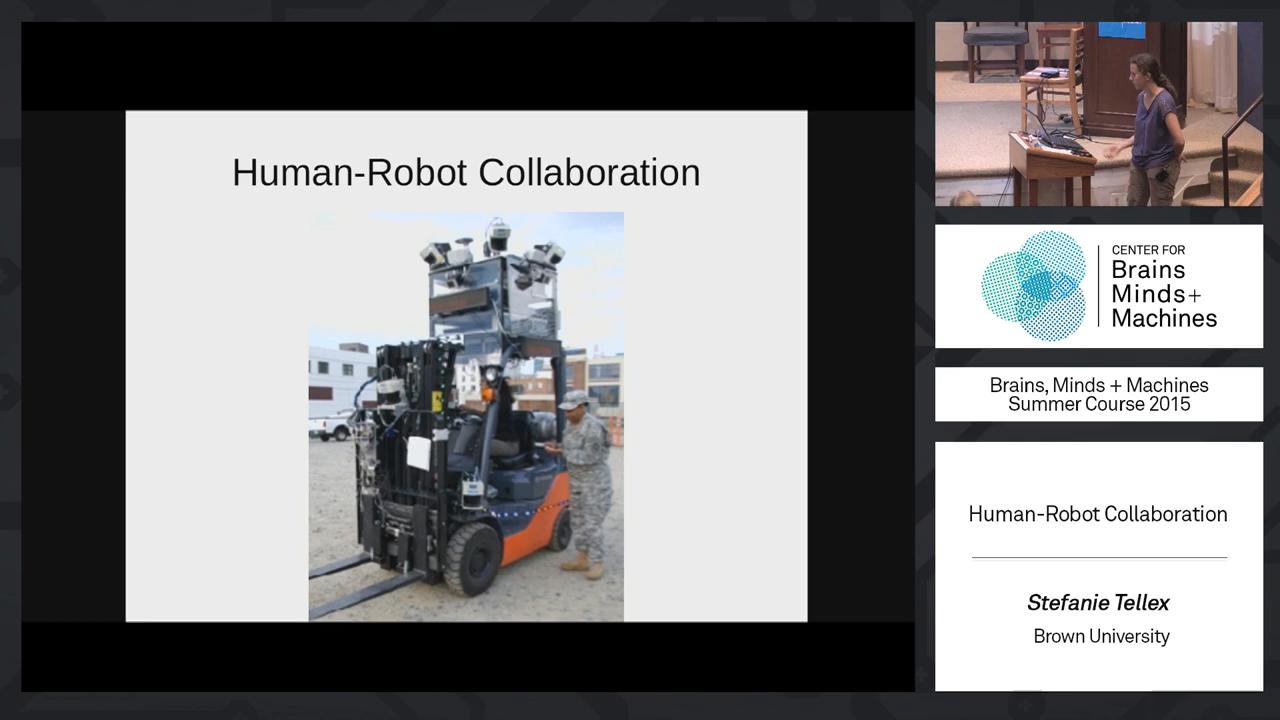 Human-Robot Collaboration
CENTER FOR
Brains
Minds+
Machines
Brains, Minds + Machines
Summer Course 2015
Human-Robot Collaboration
Stefanie Tellex
Brown University